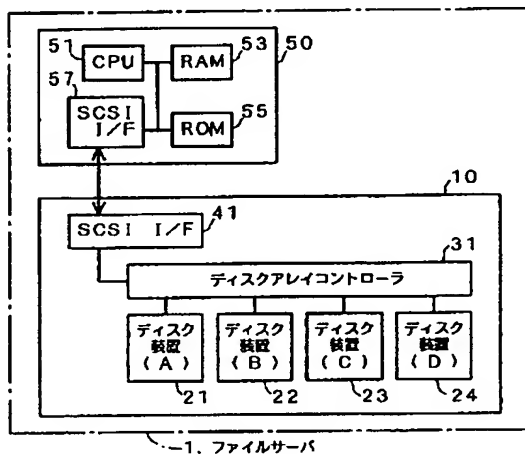 51
CPU
RAM
53
50
57
SCSI
I/F
ROM
55
10
SCSI I/F
41
31
ディスクアレイコントローラ
ディスク
装置
(A)
ディスク
装置
(B)
ディスク
装置
(C)
ディスク
装置
(D)
21
22
23
24
1.ファイルサーバ